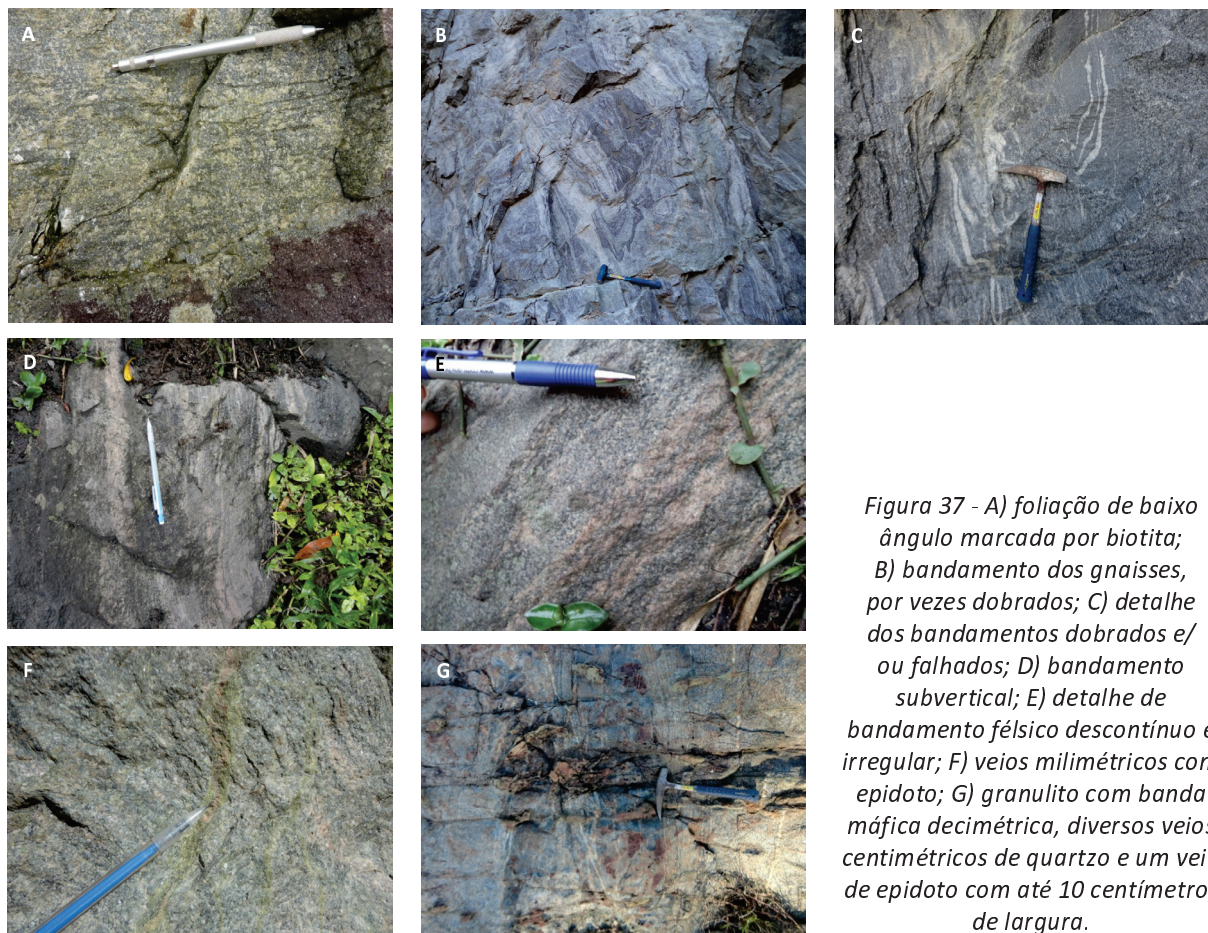 A
B
C
D
E
F
G
Figura 37 - A) foliação de baixo
ângulo marcada por biotita;
B) bandamento dos gnaisses,
por vezes dobrados; C) detalhe
dos bandamentos dobrados e/
ou falhados; D) bandamento
subvertical; E) detalhe de
bandamento félsico descontínuo e
irregular; F) veios milimétricos com
epidoto; G) granulito com banda
máfica decimétrica, diversos veios
centimétricos de quartzo e um vei
de epidoto com até 10 centímetro
de largura.